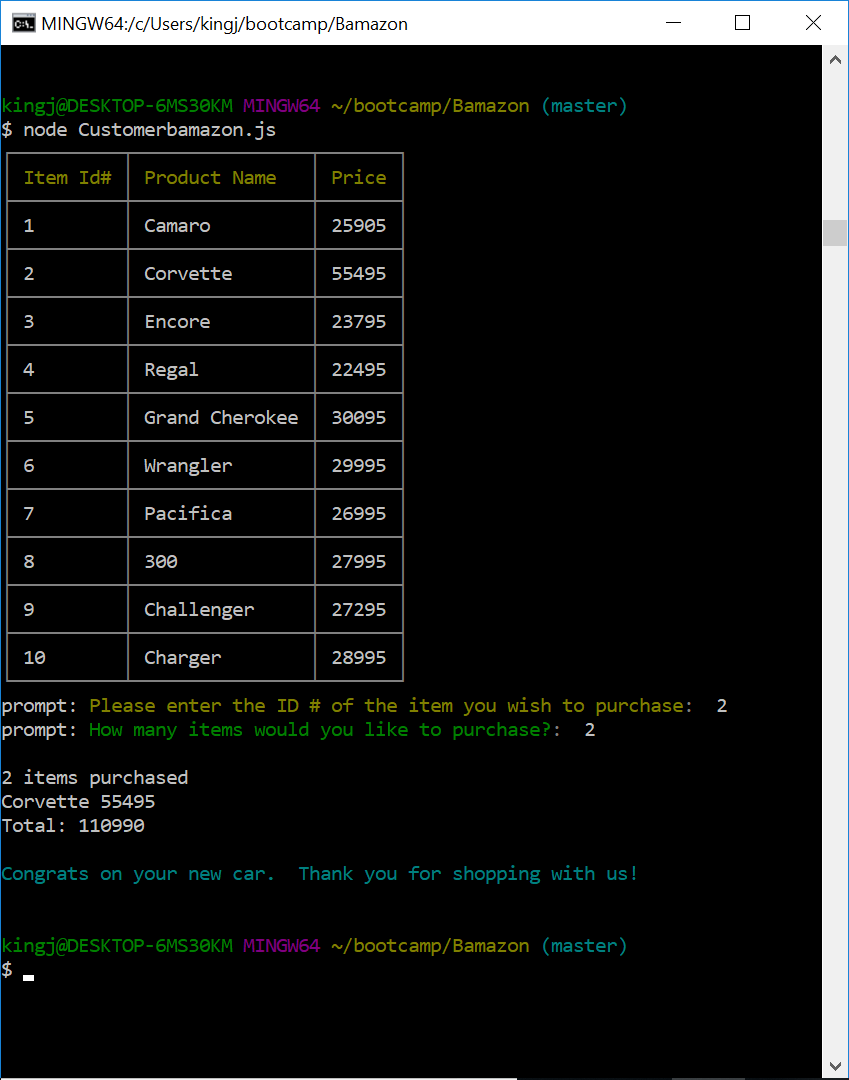 MINGW64:/c/Users/kingj/bootcamp/Bamazon
kingj@DESKTOP-6MS30KM MINGW64 ~/bootcamp/Bamazon (master)
$ node Customerbamazon.js
Item Id# Product Name Price
1 Camaro 25905
2 Corvette 55495
3 Encore 23795
4 Regal 22495
5 Grand Cherokee 30095
6 Wrangler 29995
7 Pacifica 26995
8 300 27995
9 Challenger 27295
10 Charger 28995
prompt: Please enter the ID # of the item you wish to purchase:  2
prompt: How many items would you like to purchase?:  2
2 items purchased
Corvette 55495
Total: 110990
Congrats on your new car.  Thank you for shopping with us!
kingj@DESKTOP-6MS30KM MINGW64 ~/bootcamp/Bamazon (master)
$